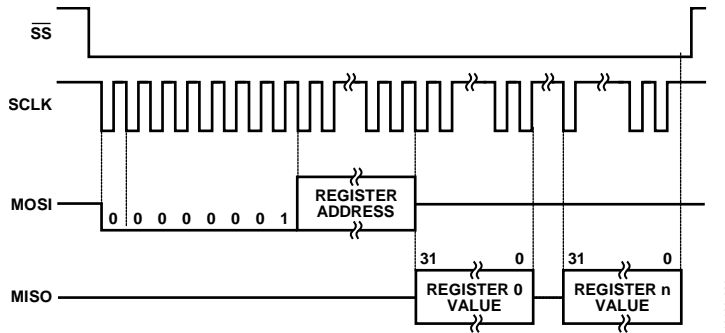 SS
SCLK
MOSI
0 0 0 0 0 0 0 1
REGISTER
ADDRESS
31 0 31 0
MISO
REGISTER 0
VALUE
REGISTER n
VALUE